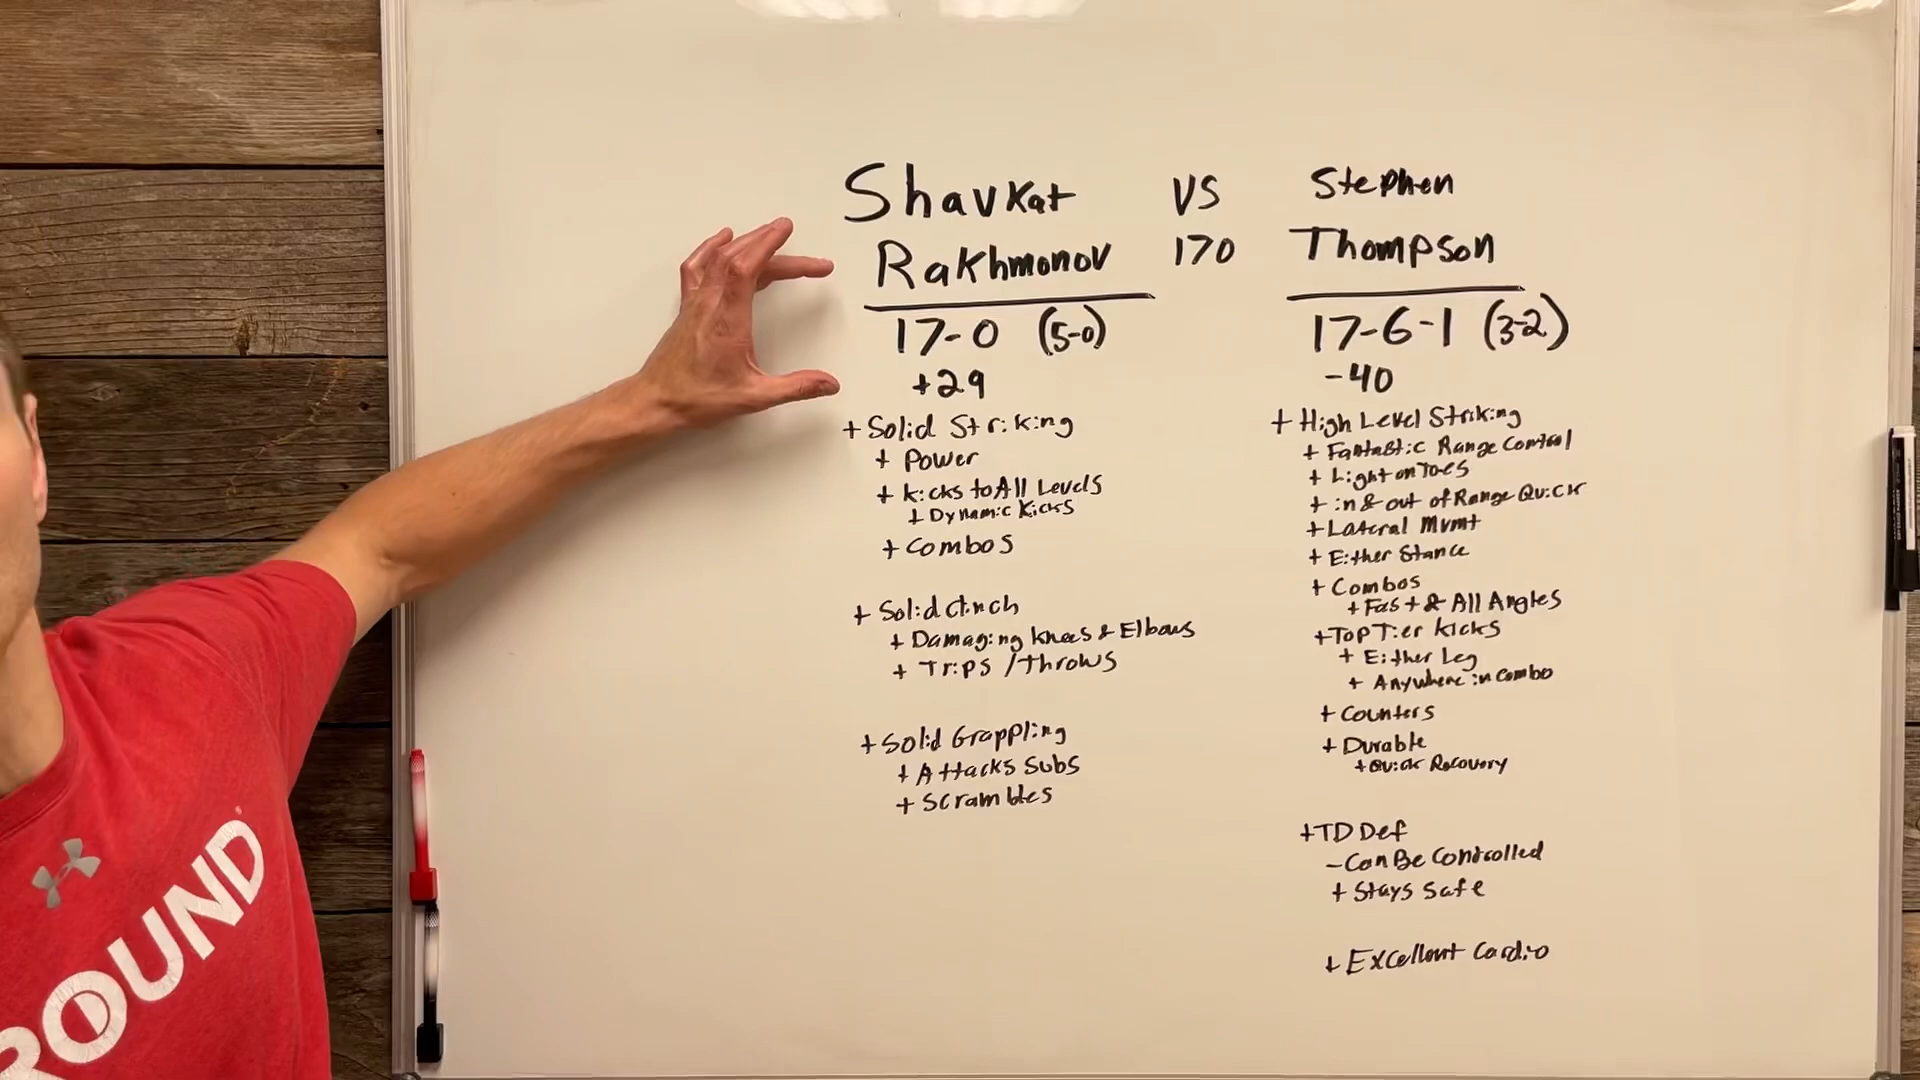 Shavkat VS Stephen
Rakhmonov 170 Thompson
17-0 (5-0)
+29
+Solid Striking
+ Power
+ Kicks to All Levels
+ Dynamic Kicks
+ Combos
+ Solid Clinch
+ Damaging Knees & Elbows
+ Trips / Throws
+Solid Grappling
+ Attacks Subs
+ Scrambles
17-6-1 (3-2)
-40
+ High Level Striking
+ Fantastic Range Control
+ Light on Toes
+ in & out of Range Quick
+Lateral Mvmt
+ Either Stance
+ Combos
+Fast & All Angles
+Top Tier Kicks
+ Either Leg
+ Anywhere in combo
+ Counters
+ Durable
+Quick Recovery
+TD Def
-Can Be Controlled
+ Stays Safe
+ Excellent Cardio
ROUND